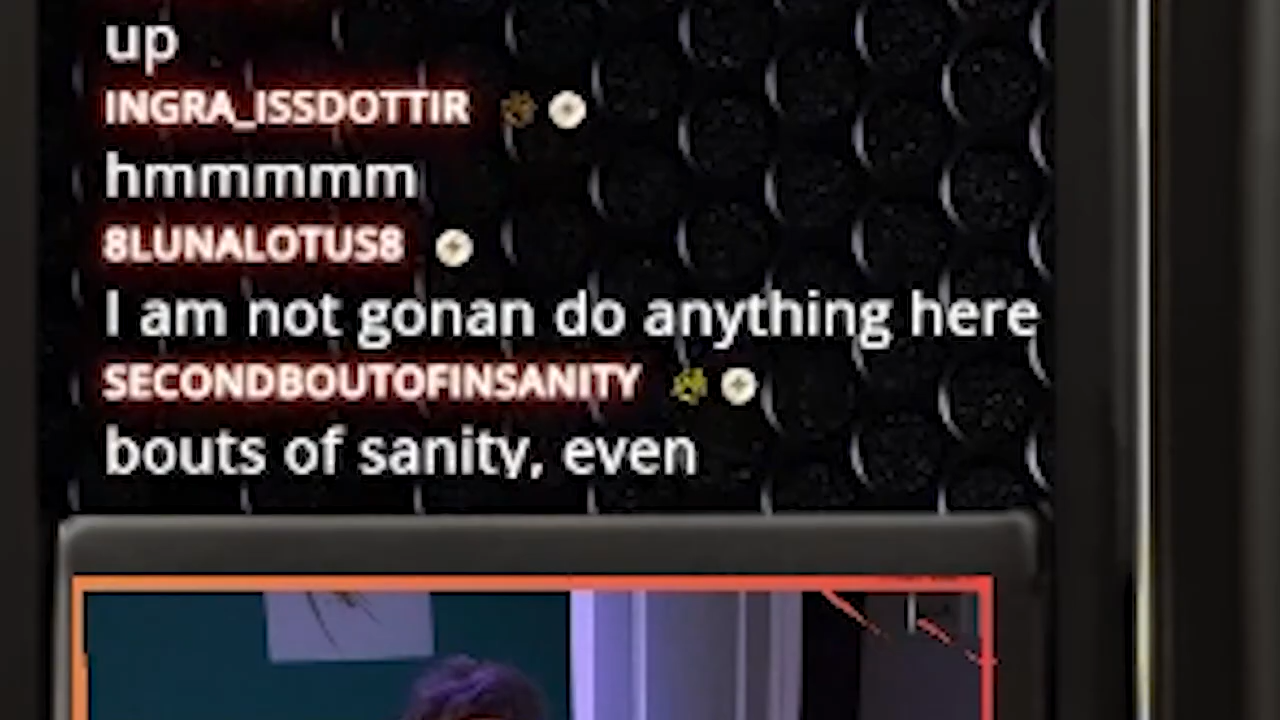 up
INGRA_ISSDOTTIR
hmmmmm
8LUNALOTUS8
I am not gonan do anything here
SECONDBOUTOFINSANITY
bouts of sanity, even